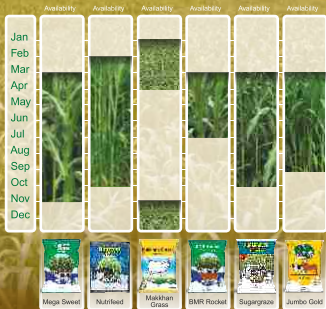 Availability Availability Availability Availability Availability Availability
Jan
Feb
Mar
Apr
May
Jun
Jul
Aug
Sep
Oct
Nov
Dec
Mega Sweet Nutrifeed Makkhan Grass BMR Rocket Sugargraze Jumbo Gold